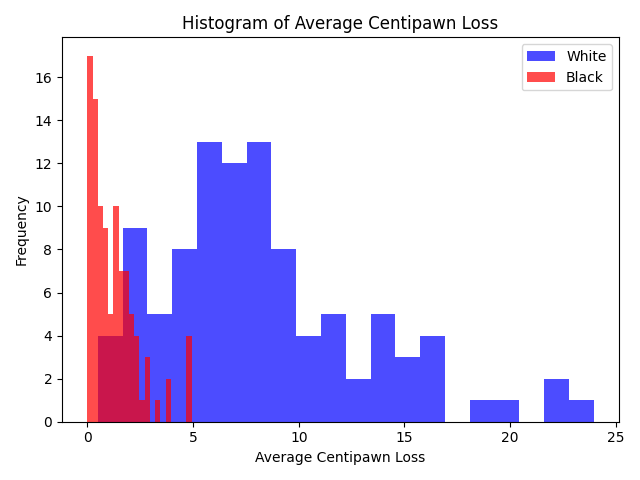 Histogram of Average Centipawn Loss
White
Black
16
14
12
10
8
6
4
2
0
Frequency
0 5 10 15 20 25
Average Centipawn Loss